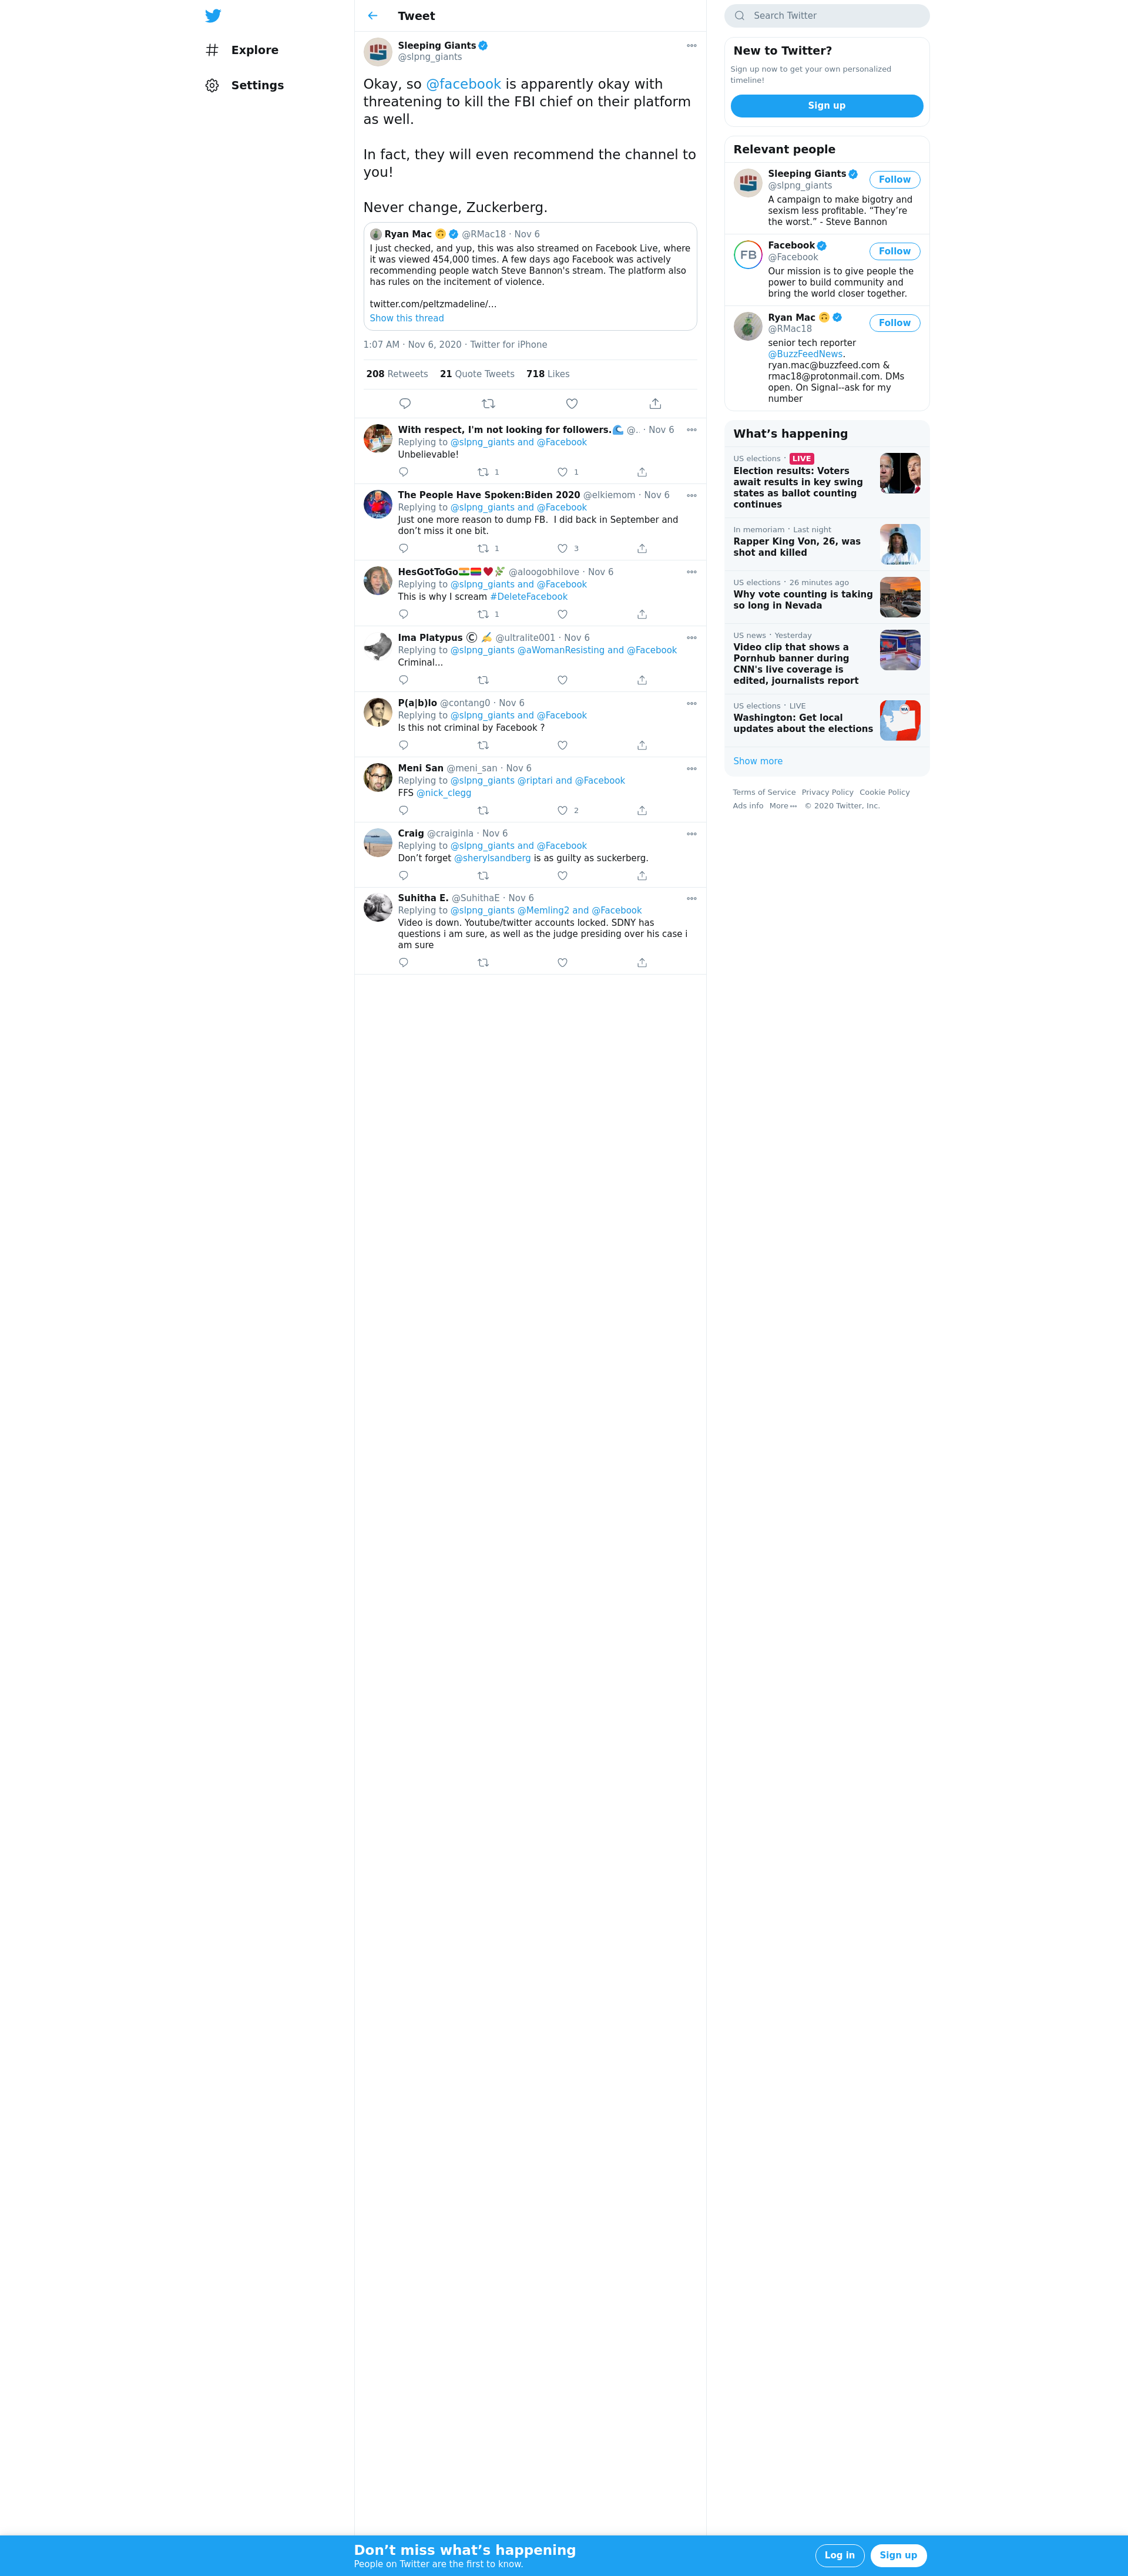 Explore
Settings
Tweet
Sleeping Giants
@slpng_giants
Okay, so @facebook is apparently okay with
threatening to kill the FBI chief on their platform
as well.
In fact, they will even recommend the channel to
you!
Never change, Zuckerberg.
Ryan Mac 🙃 @RMac18 · Nov 6
I just checked, and yup, this was also streamed on Facebook Live, where
it was viewed 454,000 times. A few days ago Facebook was actively
recommending people watch Steve Bannon's stream. The platform also
has rules on the incitement of violence.
twitter.com/peltzmadeline/…
Show this thread
1:07 AM · Nov 6, 2020 · Twitter for iPhone
208 Retweets 21 Quote Tweets 718 Likes
With respect, I'm not looking for followers.🌊 @.. · Nov 6
Replying to @slpng_giants and @Facebook
Unbelievable!
1 1
The People Have Spoken:Biden 2020 @elkiemom · Nov 6
Replying to @slpng_giants and @Facebook
Just one more reason to dump FB. I did back in September and
don’t miss it one bit.
1 3
HesGotToGo @aloogobhilove · Nov 6
Replying to @slpng_giants and @Facebook
This is why I scream #DeleteFacebook
1
Ima Platypus © ✍ @ultralite001 · Nov 6
Replying to @slpng_giants @aWomanResisting and @Facebook
Criminal...
P(a|b)lo @contang0 · Nov 6
Replying to @slpng_giants and @Facebook
Is this not criminal by Facebook ?
Meni San @meni_san · Nov 6
Replying to @slpng_giants @riptari and @Facebook
FFS @nick_clegg
2
Craig @craiginla · Nov 6
Replying to @slpng_giants and @Facebook
Don’t forget @sherylsandberg is as guilty as suckerberg.
Suhitha E. @SuhithaE · Nov 6
Replying to @slpng_giants @Memling2 and @Facebook
Video is down. Youtube/twitter accounts locked. SDNY has
questions i am sure, as well as the judge presiding over his case i
am sure
Search Twitter
New to Twitter?
Sign up now to get your own personalized
timeline!
Sign up
Relevant people
Sleeping Giants
@slpng_giants
Follow
A campaign to make bigotry and
sexism less profitable. “They’re
the worst.” - Steve Bannon
FB
Facebook
@Facebook
Follow
Our mission is to give people the
power to build community and
bring the world closer together.
Ryan Mac 🙃
@RMac18
Follow
senior tech reporter
@BuzzFeedNews.
ryan.mac@buzzfeed.com &
rmac18@protonmail.com. DMs
open. On Signal--ask for my
number
What’s happening
US elections · LIVE
Election results: Voters
await results in key swing
states as ballot counting
continues
In memoriam · Last night
Rapper King Von, 26, was
shot and killed
US elections · 26 minutes ago
Why vote counting is taking
so long in Nevada
US news · Yesterday
Video clip that shows a
Pornhub banner during
CNN's live coverage is
edited, journalists report
US elections · LIVE
Washington: Get local
updates about the elections
WA
Show more
Terms of Service Privacy Policy Cookie Policy
Ads info More © 2020 Twitter, Inc.
Don’t miss what’s happening
People on Twitter are the first to know.
Log in
Sign up